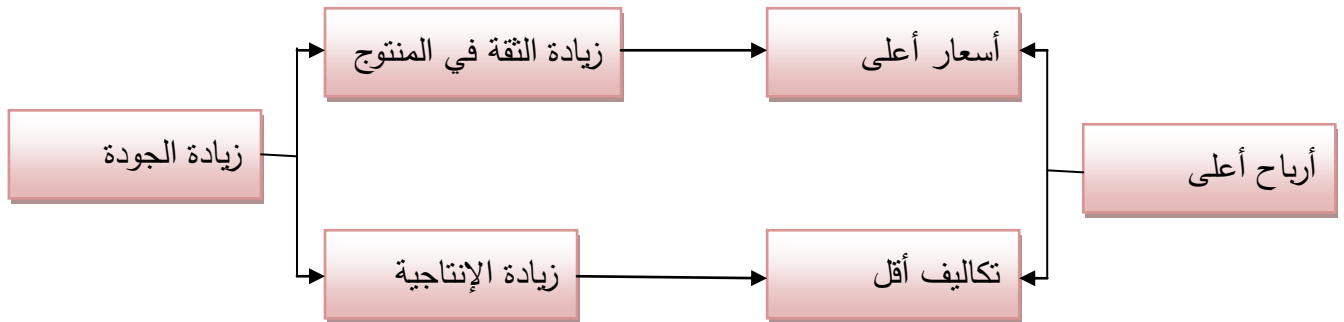 زيادة الثقة في المنتوج
أسعار أعلى
زيادة الجودة
أرباح أعلى
زيادة الإنتاجية
تكاليف أقل